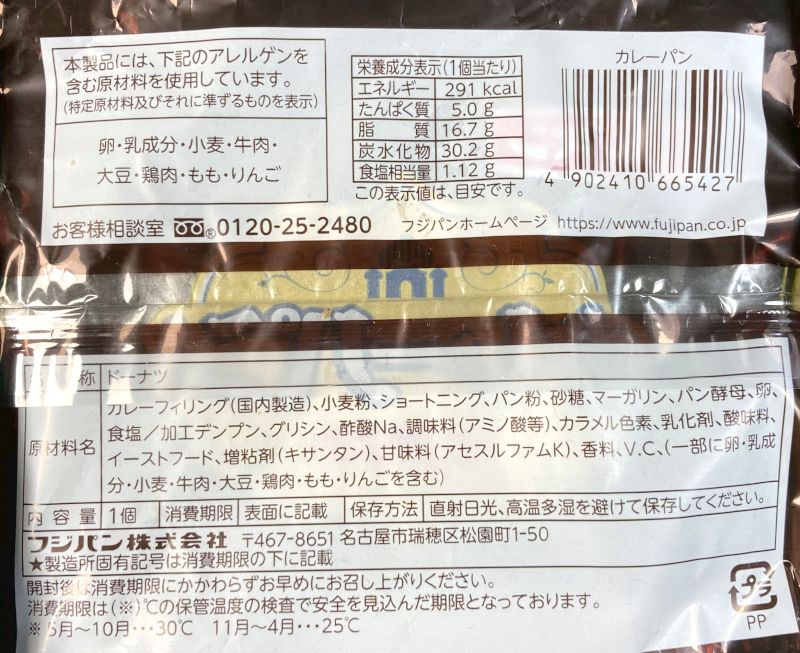 本製品には、下記のアレルゲンを
含む原材料を使用しています。
(特定原材料及びそれに準ずるものを表示)
卵・乳成分・小麦・牛肉・
大豆・鶏肉・もも・りんご
栄養成分表示(1個当たり)
エネルギー 291 kcal
たんぱく質 5.0 g
脂質 16.7 g
炭水化物 30.2 g
食塩相当量 1.12 g
この表示値は、目安です。
カレーパン
4 902410 665427
お客様相談室 0120-25-2480 フジパンホームページ https://www.fujipan.co.jp
称 ドーナツ
原材料名
カレーフィリング(国内製造)、小麦粉、ショートニング、パン粉、砂糖、マーガリン、パン酵母、卵、
食塩/加工デンプン、グリシン、酢酸Na、調味料(アミノ酸等)、カラメル色素、乳化剤、酸味料、
イーストフード、増粘剤(キサンタン)、甘味料(アセスルファムK)、香料、V.C.、(一部に卵・乳成
分・小麦・牛肉・大豆・鶏肉・もも・りんごを含む)
内容量 1個 消費期限 表面に記載 保存方法 直射日光、高温多湿を避けて保存してください。
フジパン株式会社 〒467-8651 名古屋市瑞穂区松園町1-50
★製造所固有記号は消費期限の下に記載
開封後は消費期限にかかわらずお早めにお召し上がりください。
消費期限は(※)℃の保管温度の検査で安全を見込んだ期限となっております。
※ 5月〜10月･･･30℃ 11月〜4月･･･25℃
プラ
PP